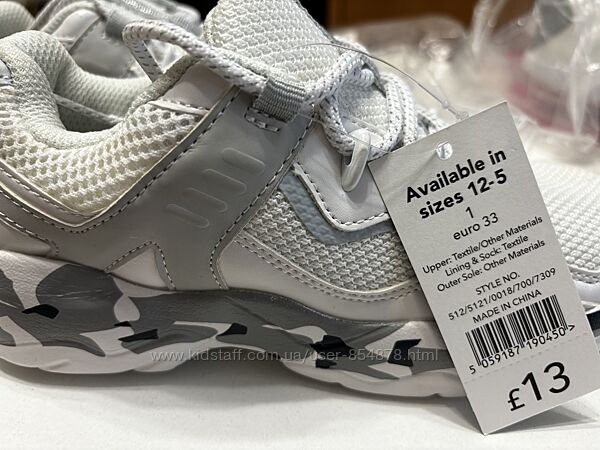 Available in
sizes 12-5
1
euro 33
Upper: Textile/Other Materials
Lining & Sock: Textile
Outer Sole: Other Materials
STYLE NO.
512/5121/0018/700/7309
MADE IN CHINA
5 059187 190450 >
£13
www.kidstaff.com.ua/user-854878.html